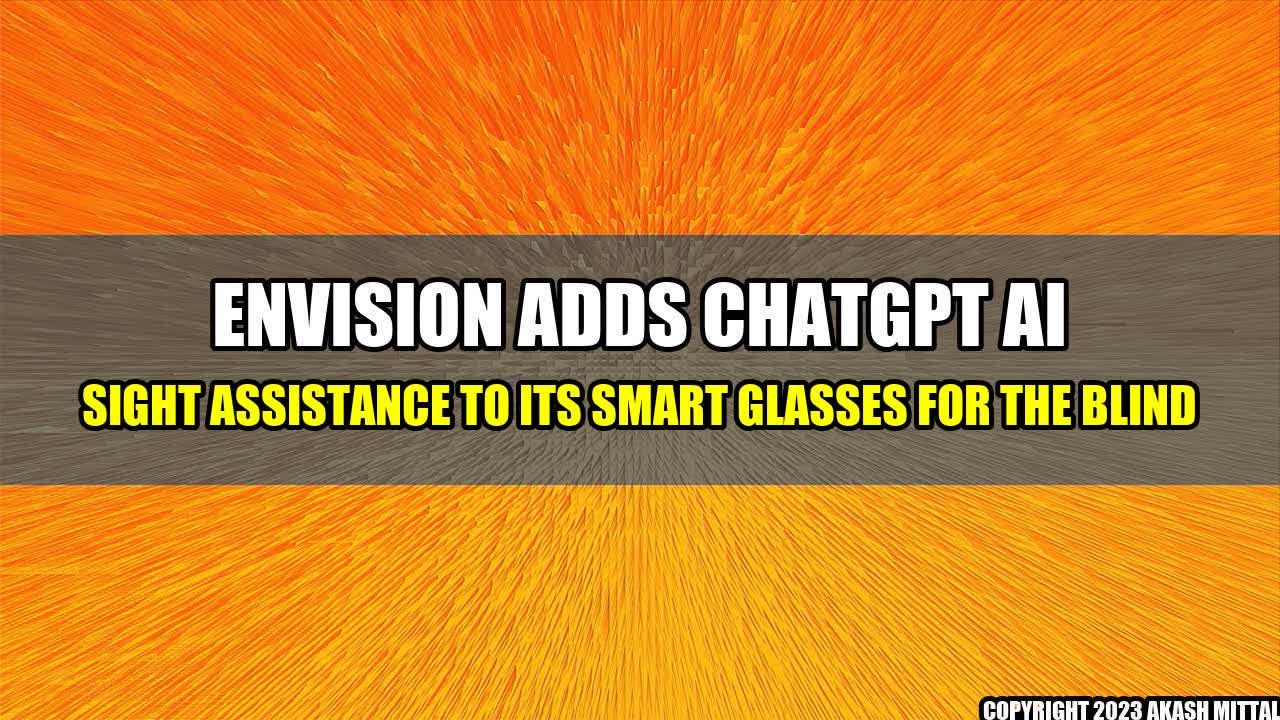 ENVISION ADDS CHATGPT AI
SIGHT ASSISTANCE TO ITS SMART GLASSES FOR THE BLIND
COPYRIGHT 2023 AKASH MITTAL